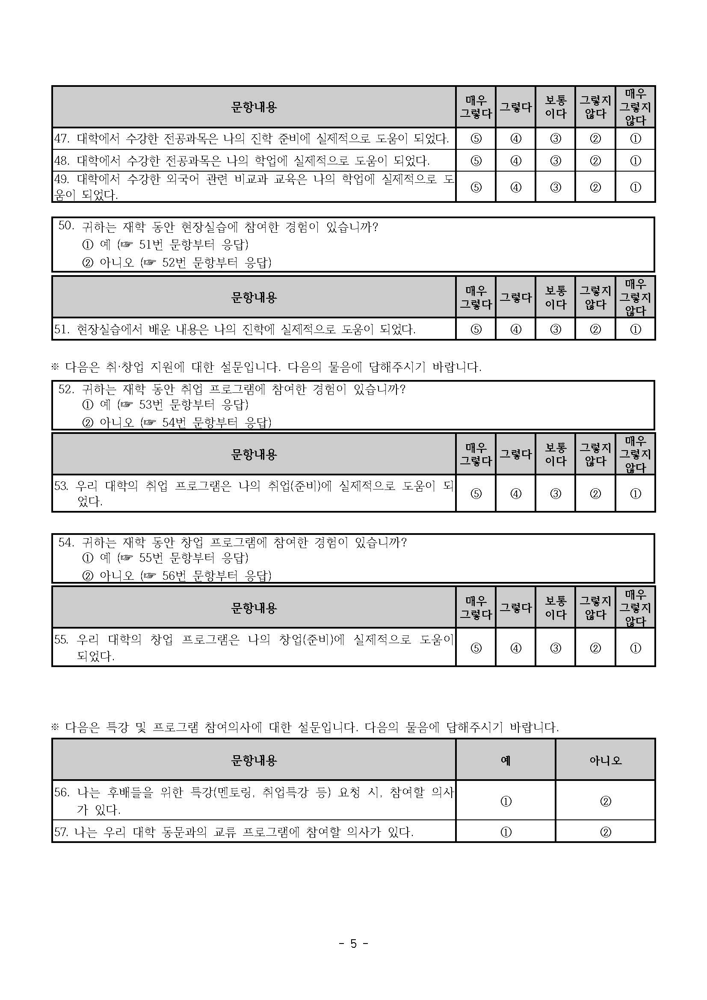 문항내용 매우 그렇다 그렇다 보통 이다 그렇지 않다 매우 그렇지 않다
47. 대학에서 수강한 전공과목은 나의 진학 준비에 실제적으로 도움이 되었다. ⑤ ④ ③ ② ①
48. 대학에서 수강한 전공과목은 나의 학업에 실제적으로 도움이 되었다. ⑤ ④ ③ ② ①
49. 대학에서 수강한 외국어 관련 비교과 교육은 나의 학업에 실제적으로 도
움이 되었다. ⑤ ④ ③ ② ①
50. 귀하는 재학 동안 현장실습에 참여한 경험이 있습니까?
① 예 (☞ 51번 문항부터 응답)
② 아니오 (☞ 52번 문항부터 응답)
문항내용 매우 그렇다 그렇다 보통 이다 그렇지 않다 매우 그렇지 않다
51. 현장실습에서 배운 내용은 나의 진학에 실제적으로 도움이 되었다. ⑤ ④ ③ ② ①
※ 다음은 취·창업 지원에 대한 설문입니다. 다음의 물음에 답해주시기 바랍니다.
52. 귀하는 재학 동안 취업 프로그램에 참여한 경험이 있습니까?
① 예 (☞ 53번 문항부터 응답)
② 아니오 (☞ 54번 문항부터 응답)
문항내용 매우 그렇다 그렇다 보통 이다 그렇지 않다 매우 그렇지 않다
53. 우리 대학의 취업 프로그램은 나의 취업(준비)에 실제적으로 도움이 되
었다. ⑤ ④ ③ ② ①
54. 귀하는 재학 동안 창업 프로그램에 참여한 경험이 있습니까?
① 예 (☞ 55번 문항부터 응답)
② 아니오 (☞ 56번 문항부터 응답)
문항내용 매우 그렇다 그렇다 보통 이다 그렇지 않다 매우 그렇지 않다
55. 우리 대학의 창업 프로그램은 나의 창업(준비)에 실제적으로 도움이
되었다. ⑤ ④ ③ ② ①
※ 다음은 특강 및 프로그램 참여의사에 대한 설문입니다. 다음의 물음에 답해주시기 바랍니다.
문항내용 예 아니오
56. 나는 후배들을 위한 특강(멘토링, 취업특강 등) 요청 시, 참여할 의사
가 있다. ① ②
57. 나는 우리 대학 동문과의 교류 프로그램에 참여할 의사가 있다. ① ②
- 5 -